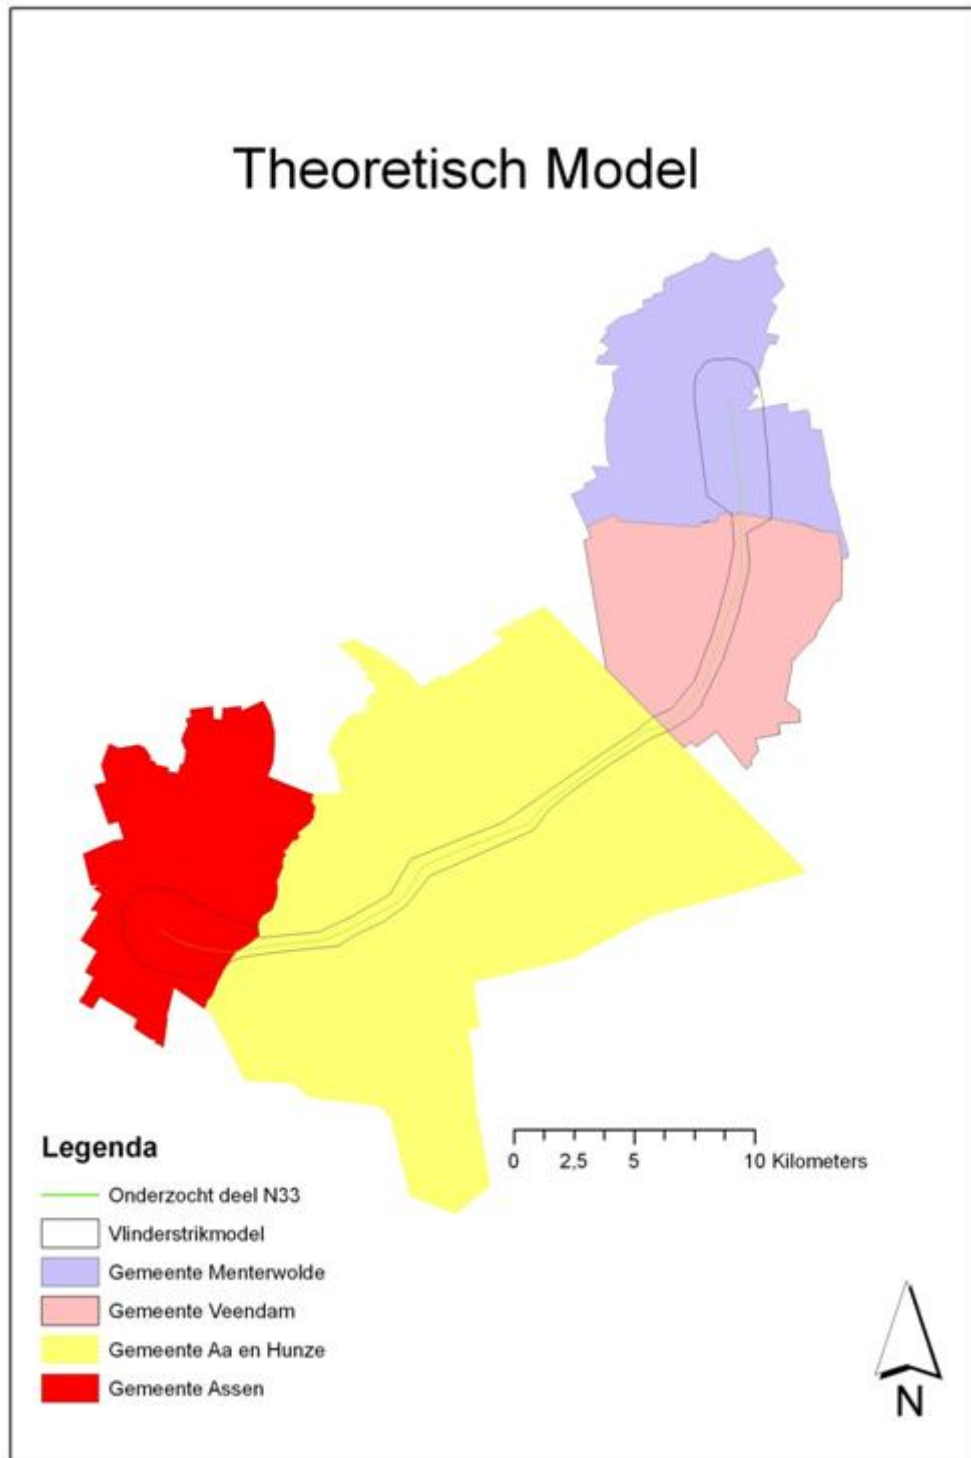 Theoretisch Model
Legenda
0 2,5 5 10 Kilometers
Onderzocht deel N33
Vlinderstrikmodel
Gemeente Menterwolde
Gemeente Veendam
Gemeente Aa en Hunze
Gemeente Assen
N